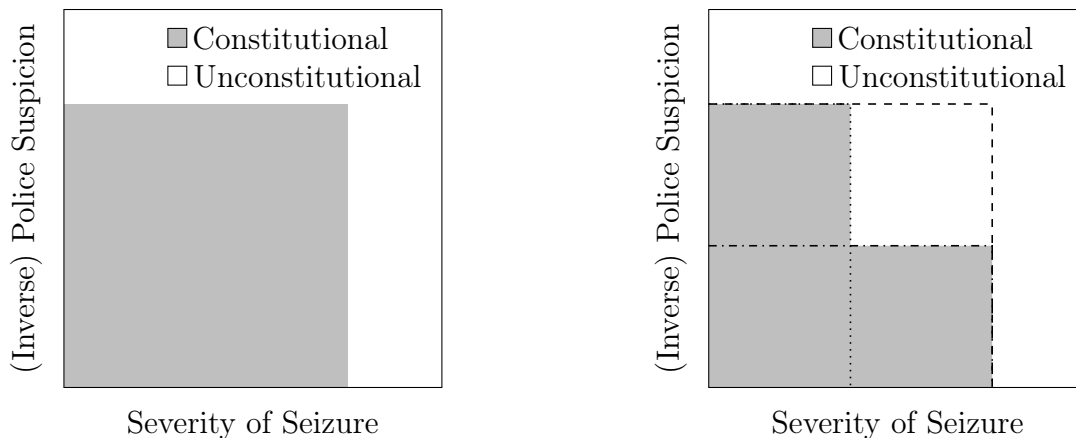 Constitutional
Unconstitutional
(Inverse) Police Suspicion
Severity of Seizure
Constitutional
Unconstitutional
(Inverse) Police Suspicion
Severity of Seizure